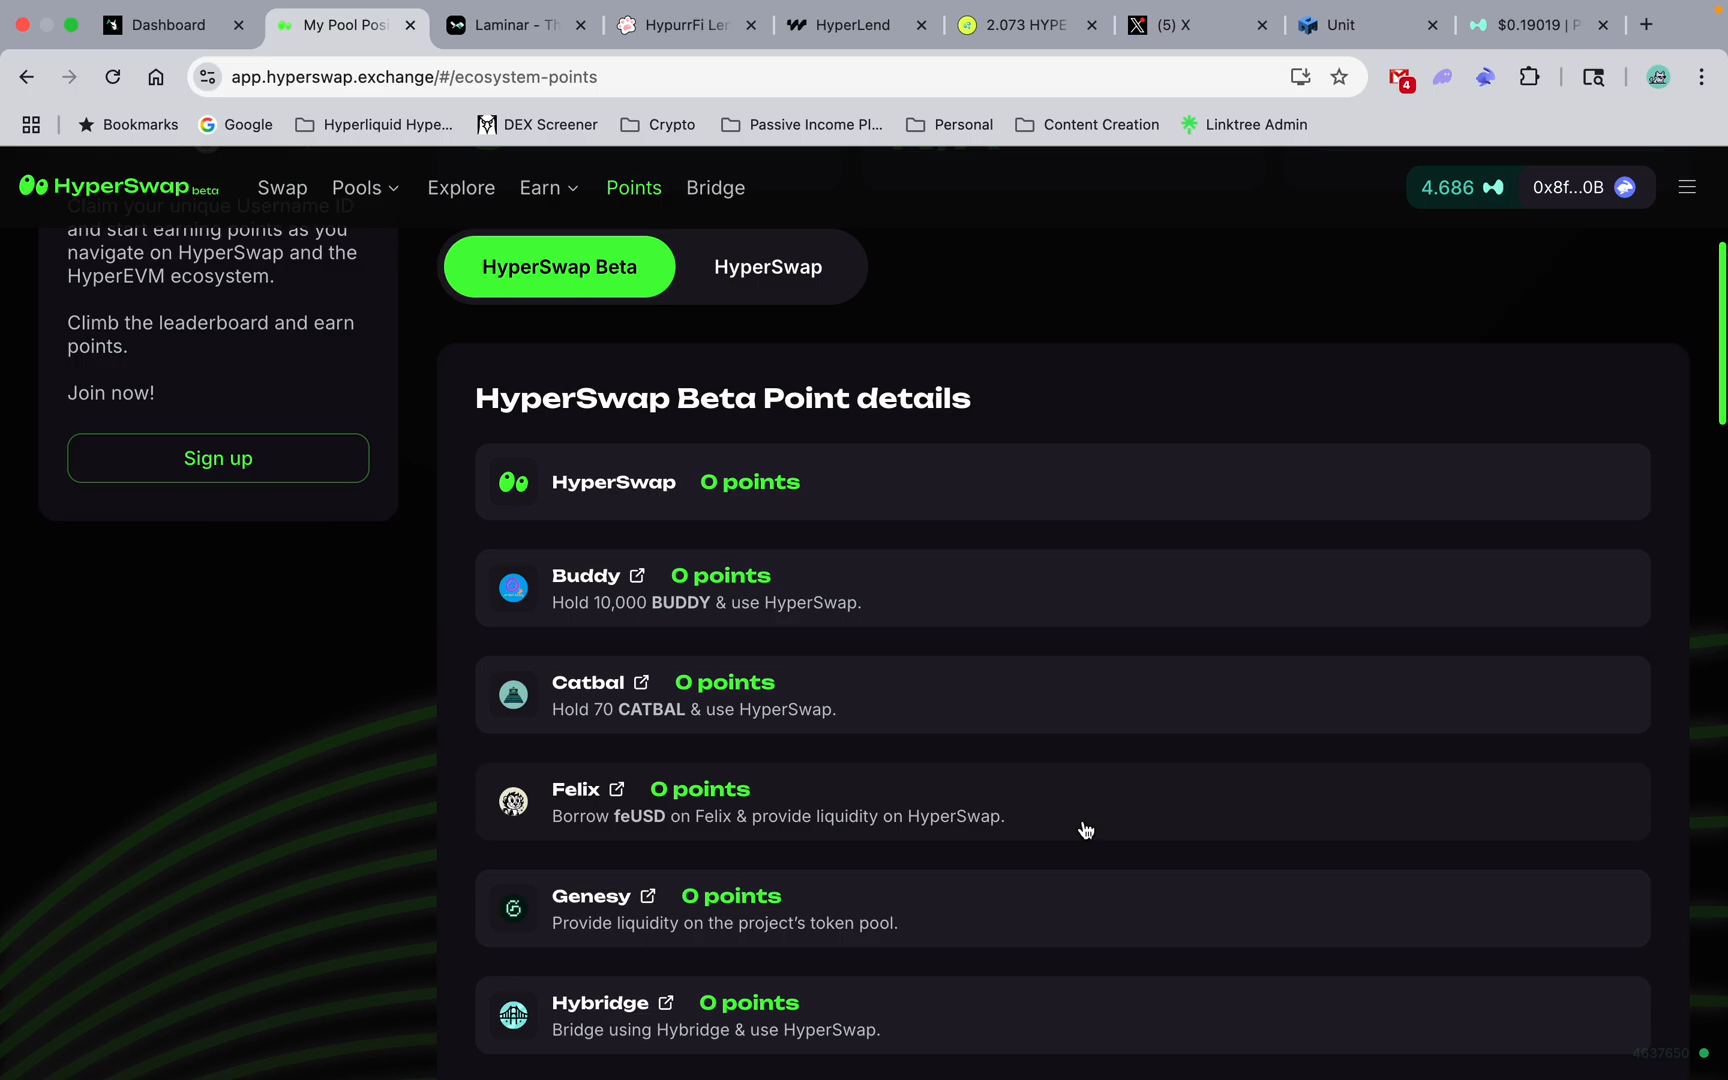 Dashboard
My Pool Posi
Laminar - Th
HypurrFi Len
HyperLend
2.073 HYPE
(5) X
Unit
$0.19019 | P
app.hyperswap.exchange/#/ecosystem-points
4
Bookmarks
Google
Hyperliquid Hype...
DEX Screener
Crypto
Passive Income Pl...
Personal
Content Creation
Linktree Admin
HyperSwap beta
Swap
Pools
Explore
Earn
Points
Bridge
4.686
0x8f...0B
Claim your unique Username ID
and start earning points as you
navigate on HyperSwap and the
HyperEVM ecosystem.
Climb the leaderboard and earn
points.
Join now!
Sign up
HyperSwap Beta
HyperSwap
HyperSwap Beta Point details
HyperSwap 0 points
Buddy 0 points
Hold 10,000 BUDDY & use HyperSwap.
Catbal 0 points
Hold 70 CATBAL & use HyperSwap.
Felix 0 points
Borrow feUSD on Felix & provide liquidity on HyperSwap.
Genesy 0 points
Provide liquidity on the project's token pool.
Hybridge 0 points
Bridge using Hybridge & use HyperSwap.
4637650